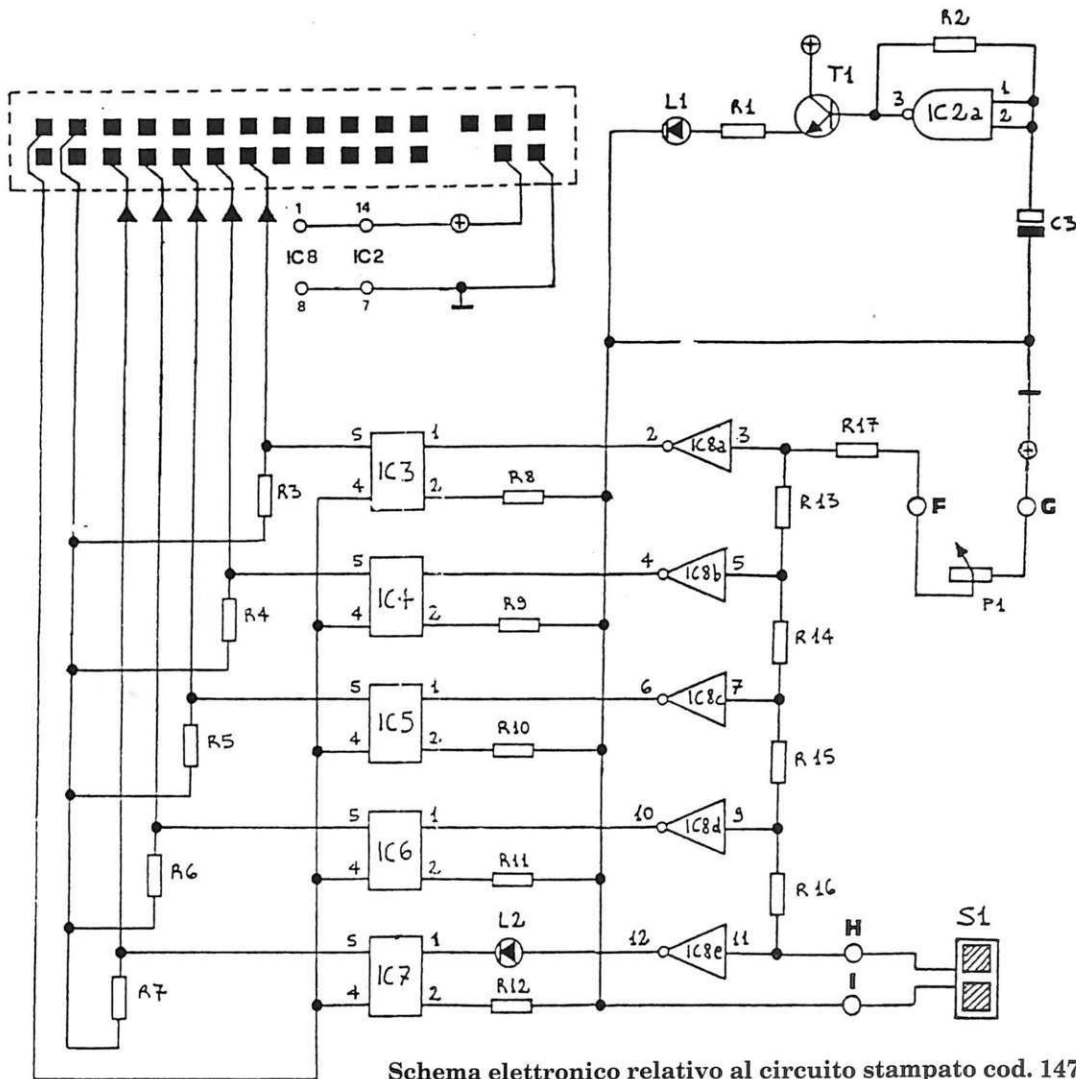 R2
T1
L1
R1
3
IC2a
1
2
C3
1
14
IC8
IC2
8
7
5
1
IC3
4
2
R3
R8
2
IC8a
3
R17
R13
F
G
P1
5
4
IC8b
5
IC4
4
2
R4
R9
R14
5
1
6
IC8c
7
IC5
4
2
R5
R10
R15
5
1
10
IC8d
9
IC6
4
2
R6
R11
R16
L2
5
1
12
IC8e
11
IC7
4
2
R7
R12
H
I
S1
Schema elettronico relativo al circuito stampato cod. 147